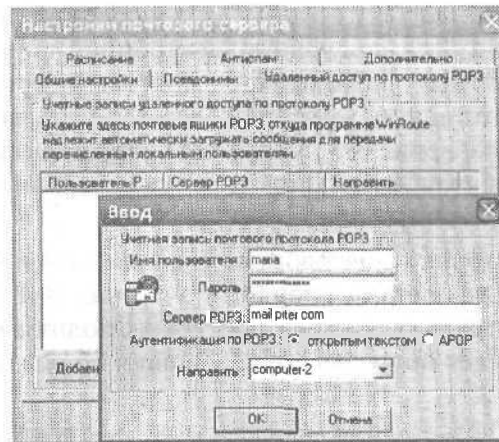 Настройки почтового сервера
Расписание Антиспам Дополнительно
Общие настройки Псевдонимы Удаленный доступ по протоколу POP3
Учетные записи удаленного доступа по протоколу POP3
Укажите здесь почтовые ящики POP3, откуда программе WinRoute
надлежит автоматически загружать сообщения для передачи
перечисленным локальным пользователям.
Пользователь P Сервер POP3 Направить
Ввод
Учетная запись почтового протокола POP3
Имя пользователя: maria
Пароль: ************
Сервер POP3: mail piter com
Аутентификация по POP3: открытым текстом APOP
Добавит
Направить: computer-2
OK Отмена